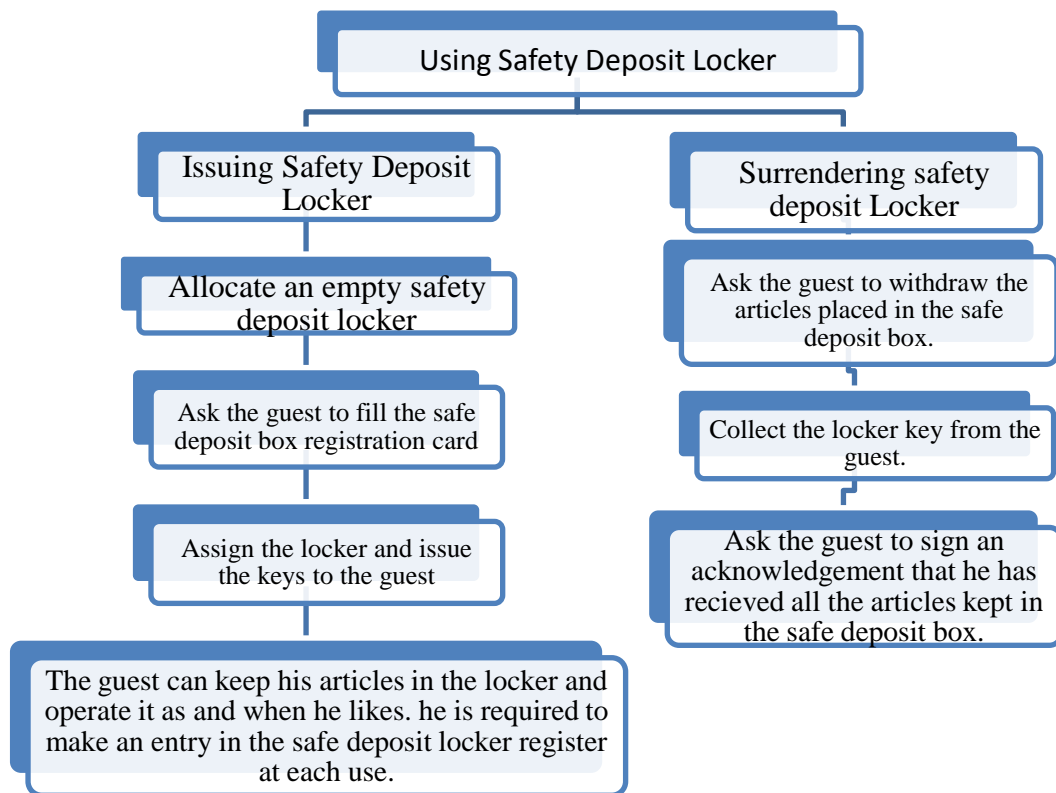 Using Safety Deposit Locker
Issuing Safety Deposit
Locker
Allocate an empty safety
deposit locker
Ask the guest to fill the safe
deposit box registration card
Assign the locker and issue
the keys to the guest
The guest can keep his articles in the locker and
operate it as and when he likes. he is required to
make an entry in the safe deposit locker register
at each use.
Surrendering safety
deposit Locker
Ask the guest to withdraw the
articles placed in the safe
deposit box.
Collect the locker key from the
guest.
Ask the guest to sign an
acknowledgement that he has
recieved all the articles kept in
the safe deposit box.